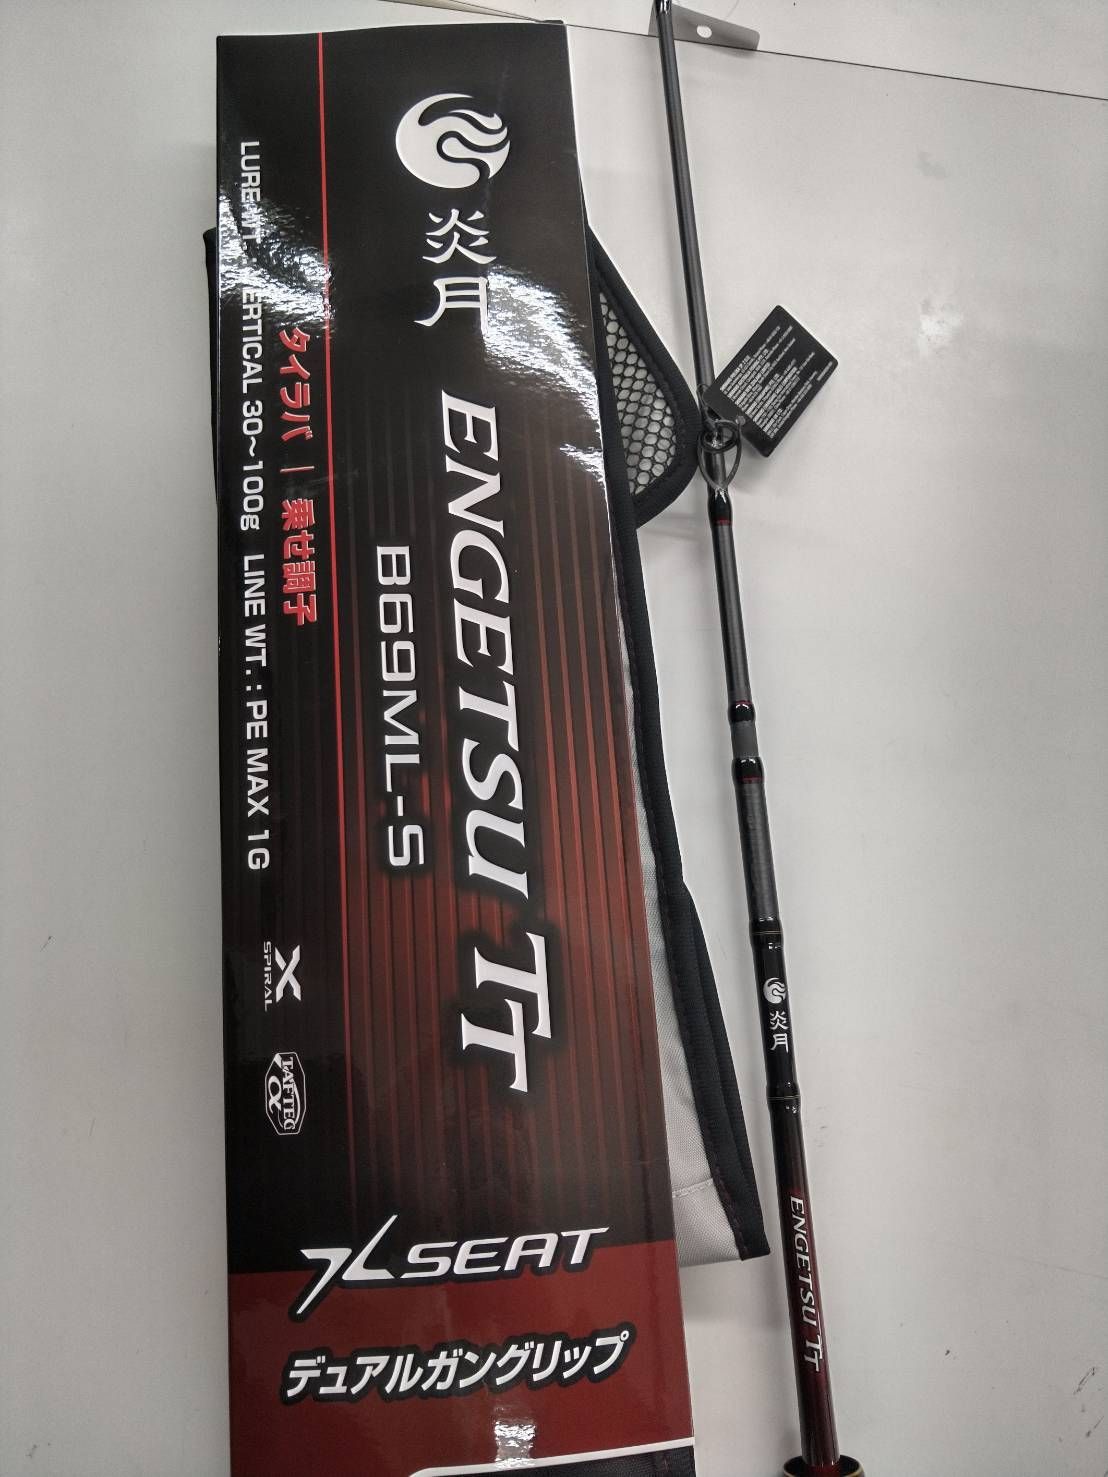 炎月
ENGETSU TT
B69ML-S
タイラバ | 乗せ調子
LURE WT. ERTICAL 30~100g LINE WT.: PE MAX 1G
X
SPIRAL
TAFTEC
α
XSEAT
デュアルガングリップ
炎月
ENGETSU TT